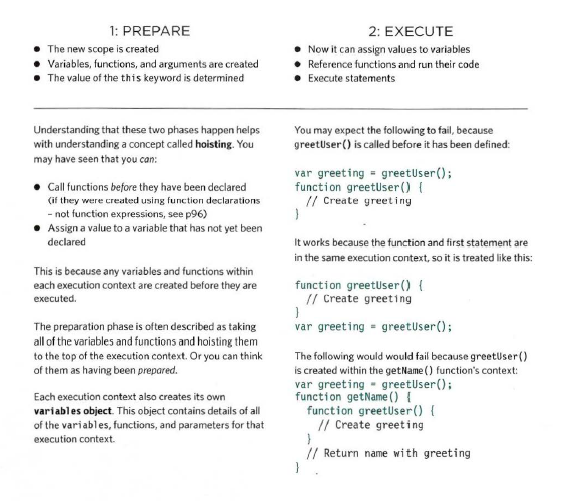 1: PREPARE
● The new scope is created
● Variables, functions, and arguments are created
● The value of the this keyword is determined
2: EXECUTE
● Now it can assign values to variables
● Reference functions and run their code
● Execute statements
Understanding that these two phases happen helps
with understanding a concept called hoisting. You
may have seen that you can:
● Call functions before they have been declared
(if they were created using function declarations
– not function expressions, see p96)
● Assign a value to a variable that has not yet been
declared
This is because any variables and functions within
each execution context are created before they are
executed.
The preparation phase is often described as taking
all of the variables and functions and hoisting them
to the top of the execution context. Or you can think
of them as having been prepared.
Each execution context also creates its own
variables object. This object contains details of all
of the variables, functions, and parameters for that
execution context.
You may expect the following to fail, because
greetUser() is called before it has been defined:
var greeting = greetUser();
function greetUser() {
// Create greeting
}
It works because the function and first statement are
in the same execution context, so it is treated like this:
function greetUser() {
// Create greeting
}
var greeting = greetUser();
The following would would fail because greetUser()
is created within the getName() function's context:
var greeting = greetUser();
function getName() {
function greetUser() {
// Create greeting
}
// Return name with greeting
}